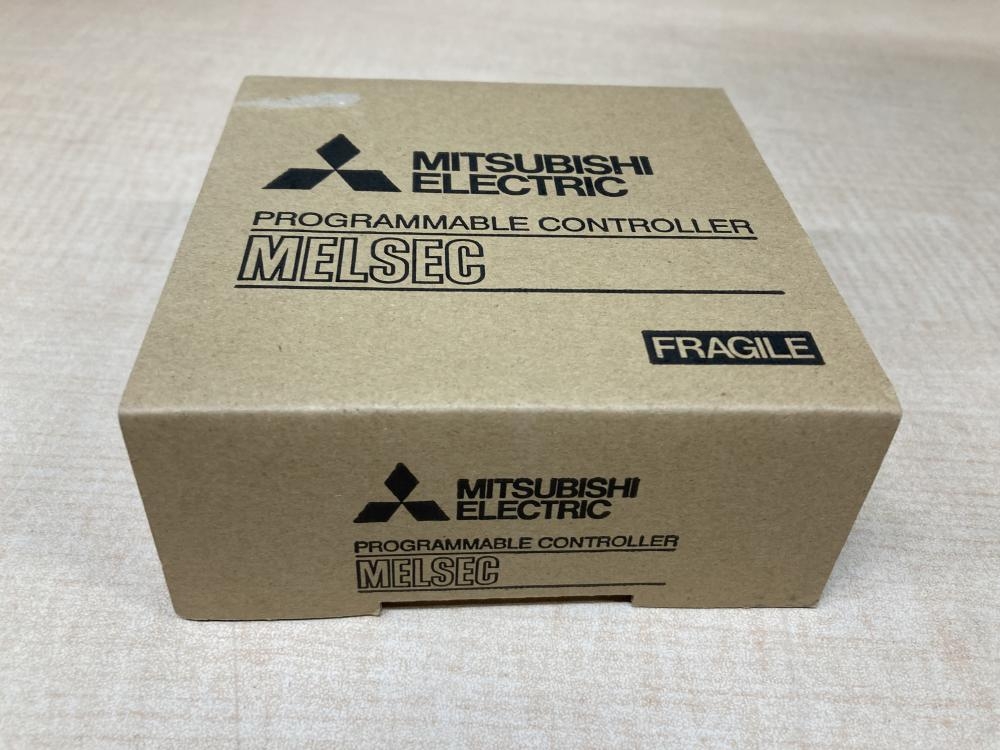 MITSUBISHI
ELECTRIC
PROGRAMMABLE CONTROLLER
MELSEC
FRAGILE
MITSUBISHI
ELECTRIC
PROGRAMMABLE CONTROLLER
MELSEC